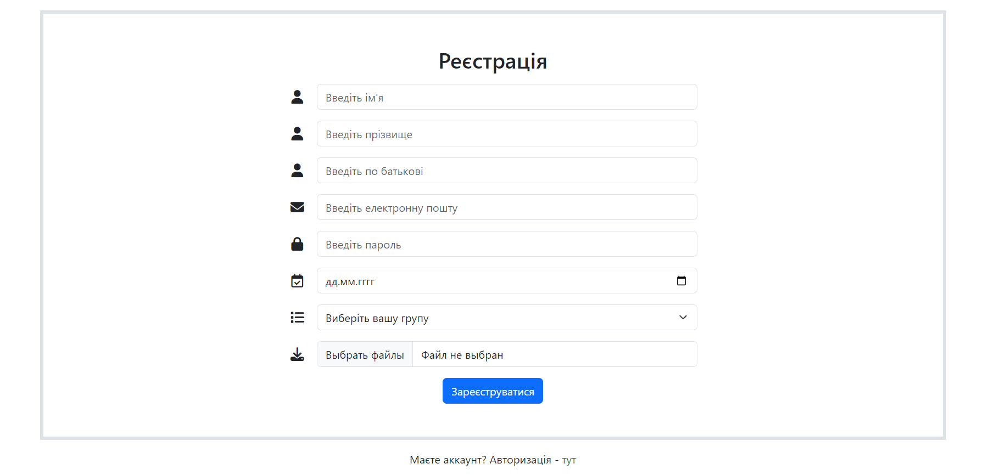 Реєстрація
Введіть ім'я
Введіть прізвище
Введіть по батькові
Введіть електронну пошту
Введіть пароль
дд.мм.гггг
Виберіть вашу групу
Выбрать файлы Файл не выбран
Зареєструватися
Маєте аккаунт? Авторизація - тут